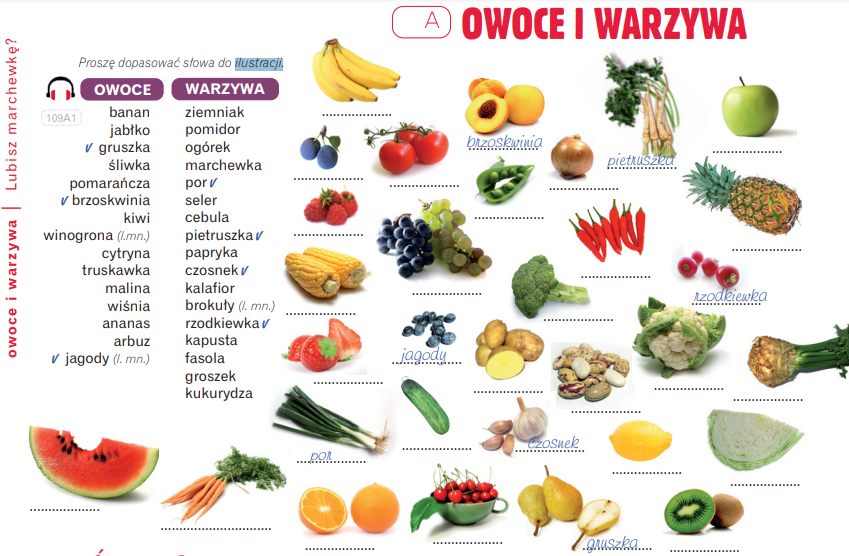 A
OWOCE I WARZYWA
owoce i warzywa | Lubisz marchewkę?
Proszę dopasować słowa do ilustracji.
OWOCE
109A1
banan
jabłko
gruszka
śliwka
pomarańcza
brzoskwinia
kiwi
winogrona (l.mn.)
cytryna
truskawka
malina
wiśnia
ananas
arbuz
jagody (l. mn.)
WARZYWA
ziemniak
pomidor
ogórek
marchewka
por
seler
cebula
pietruszka
papryka
czosnek
kalafior
brokuły (l. mn.)
rzodkiewka
kapusta
fasola
groszek
kukurydza
brzoskwinia
pietruszka
rzodkiewka
jagody
por
czosnek
gruszka